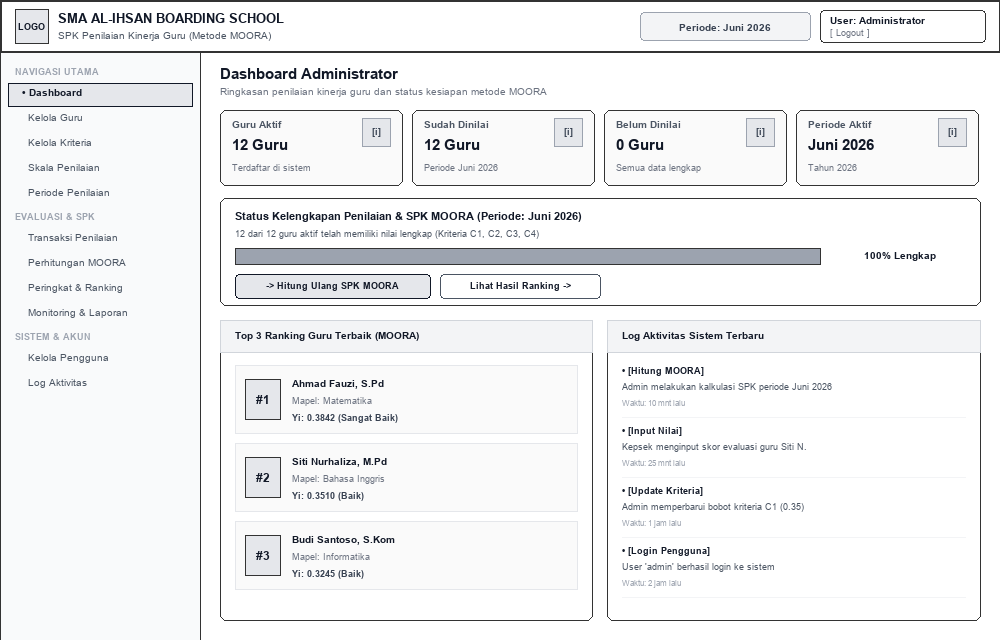 LOGO
SMA AL-IHSAN BOARDING SCHOOL
SPK Penilaian Kinerja Guru (Metode MOORA)
Periode: Juni 2026
User: Administrator
[ Logout ]
NAVIGASI UTAMA
• Dashboard
Kelola Guru
Kelola Kriteria
Skala Penilaian
Periode Penilaian
EVALUASI & SPK
Transaksi Penilaian
Perhitungan MOORA
Peringkat & Ranking
Monitoring & Laporan
SISTEM & AKUN
Kelola Pengguna
Log Aktivitas
Dashboard Administrator
Ringkasan penilaian kinerja guru dan status kesiapan metode MOORA
Guru Aktif
[i]
12 Guru
Terdaftar di sistem
Sudah Dinilai
[i]
12 Guru
Periode Juni 2026
Belum Dinilai
[i]
0 Guru
Semua data lengkap
Periode Aktif
[i]
Juni 2026
Tahun 2026
Status Kelengkapan Penilaian & SPK MOORA (Periode: Juni 2026)
12 dari 12 guru aktif telah memiliki nilai lengkap (Kriteria C1, C2, C3, C4)
100% Lengkap
-> Hitung Ulang SPK MOORA
Lihat Hasil Ranking ->
Top 3 Ranking Guru Terbaik (MOORA)
#1
Ahmad Fauzi, S.Pd
Mapel: Matematika
Yi: 0.3842 (Sangat Baik)
#2
Siti Nurhaliza, M.Pd
Mapel: Bahasa Inggris
Yi: 0.3510 (Baik)
#3
Budi Santoso, S.Kom
Mapel: Informatika
Yi: 0.3245 (Baik)
Log Aktivitas Sistem Terbaru
• [Hitung MOORA]
Admin melakukan kalkulasi SPK periode Juni 2026
Waktu: 10 mnt lalu
• [Input Nilai]
Kepsek menginput skor evaluasi guru Siti N.
Waktu: 25 mnt lalu
• [Update Kriteria]
Admin memperbarui bobot kriteria C1 (0.35)
Waktu: 1 jam lalu
• [Login Pengguna]
User 'admin' berhasil login ke sistem
Waktu: 2 jam lalu